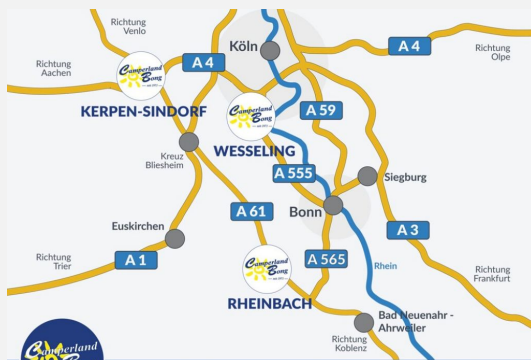 Richtung
Venlo
Köln
A 4
Richtung
Olpe
Richtung
Aachen
Camperland
Bong
A 4
KERPEN-SINDORF
A 59
Camperland
Bong
WESSELING
Kreuz
Bliesheim
A 555
Siegburg
A 61
Bonn
Euskirchen
A 3
Richtung
Trier
A 1
Camperland
Bong
A 565
Rhein
Richtung
Frankfurt
RHEINBACH
Bad Neuenahr -
Ahrweiler
Richtung
Koblenz
Camperland